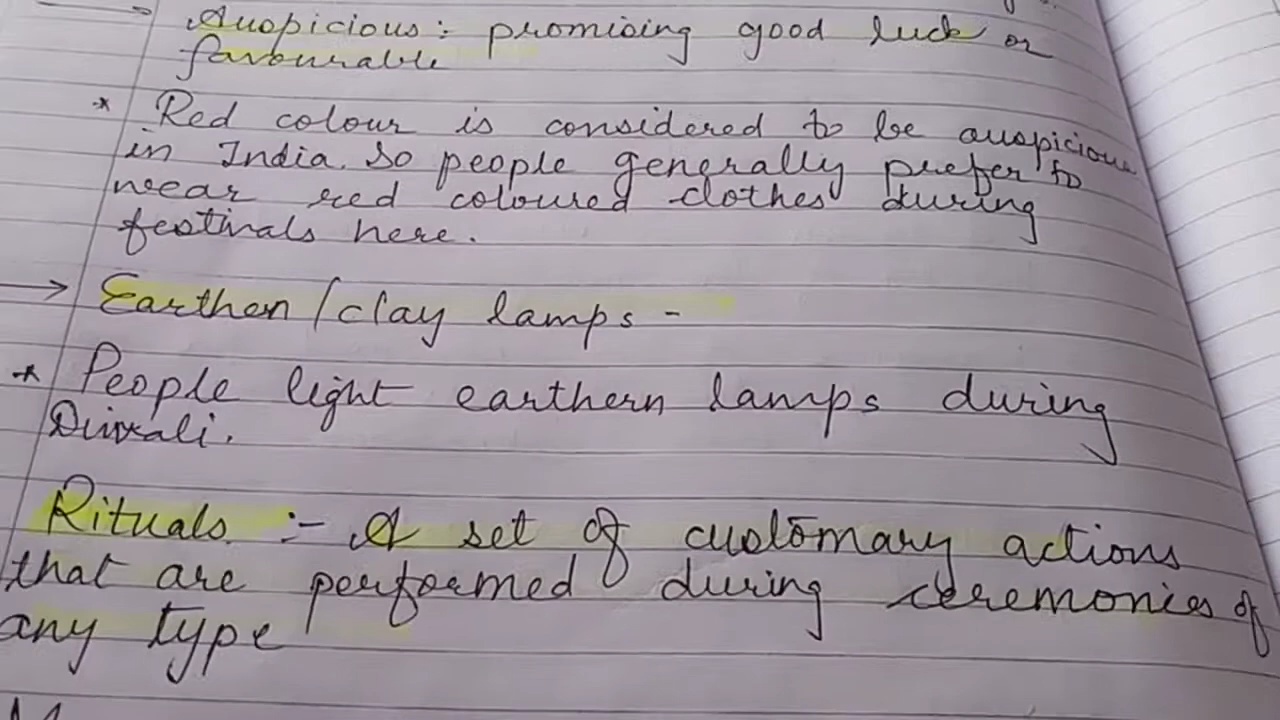 → Auspicious :- promising good luck or
favourable
* Red colour is considered to be auspicious
in India. So people generally prefer to
wear red coloured clothes during
festivals here.
→ Earthen/clay lamps -
* People light earthern lamps during
Diwali.
Rituals :- A set of customary actions
that are performed during ceremonies of
any type